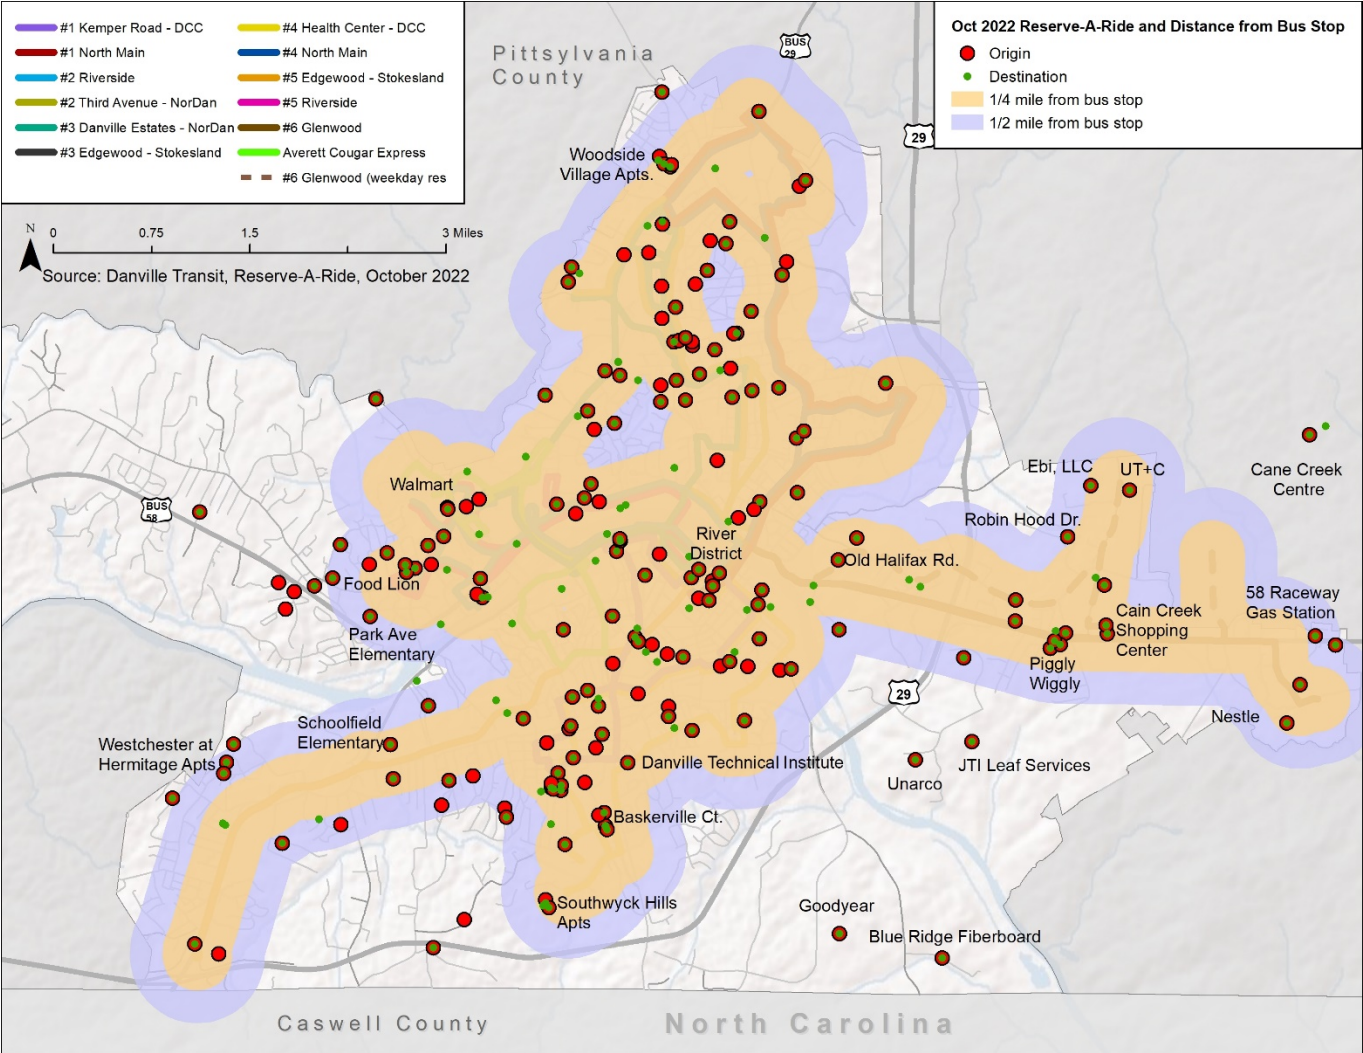 #1 Kemper Road - DCC
#1 North Main
#2 Riverside
#2 Third Avenue - NorDan
#3 Danville Estates - NorDan
#3 Edgewood - Stokesland
#4 Health Center - DCC
#4 North Main
#5 Edgewood - Stokesland
#5 Riverside
#6 Glenwood
Averett Cougar Express
#6 Glenwood (weekday res
Oct 2022 Reserve-A-Ride and Distance from Bus Stop
Origin
Destination
1/4 mile from bus stop
1/2 mile from bus stop
N
0 0.75 1.5 3 Miles
Source: Danville Transit, Reserve-A-Ride, October 2022
Pittsylvania
County
BUS
29
29
Woodside
Village Apts.
Walmart
BUS
58
Ebi, LLC
UT+C
Cane Creek
Centre
Robin Hood Dr.
River
District
Old Halifax Rd.
Food Lion
58 Raceway
Gas Station
Cain Creek
Shopping
Center
Park Ave
Elementary
Piggly
Wiggly
29
Nestle
Schoolfield
Elementary
Westchester at
Hermitage Apts
Danville Technical Institute
JTI Leaf Services
Unarco
Baskerville Ct.
Southwyck Hills
Apts
Goodyear
Blue Ridge Fiberboard
Caswell County
North Carolina